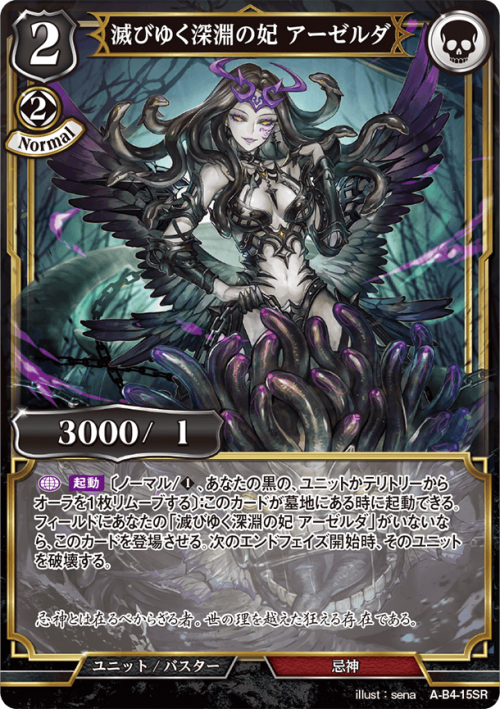 2
滅びゆく深淵の妃 アーゼルダ
2
Normal
3000/ 1
起動 〔ノーマル/❶、あなたの黒の、ユニットかテリトリーから
オーラを1枚リムーブする〕:このカードが墓地にある時に起動できる。
フィールドにあなたの「滅びゆく深淵の妃 アーゼルダ」がいないな
ら、このカードを登場させる。次のエンドフェイズ開始時、そのユニット
を破壊する。
忌神とは在るべからざる者。世の理を越えた狂える存在である。
ユニット / バスター
忌神
illust : sena
A-B4-15SR